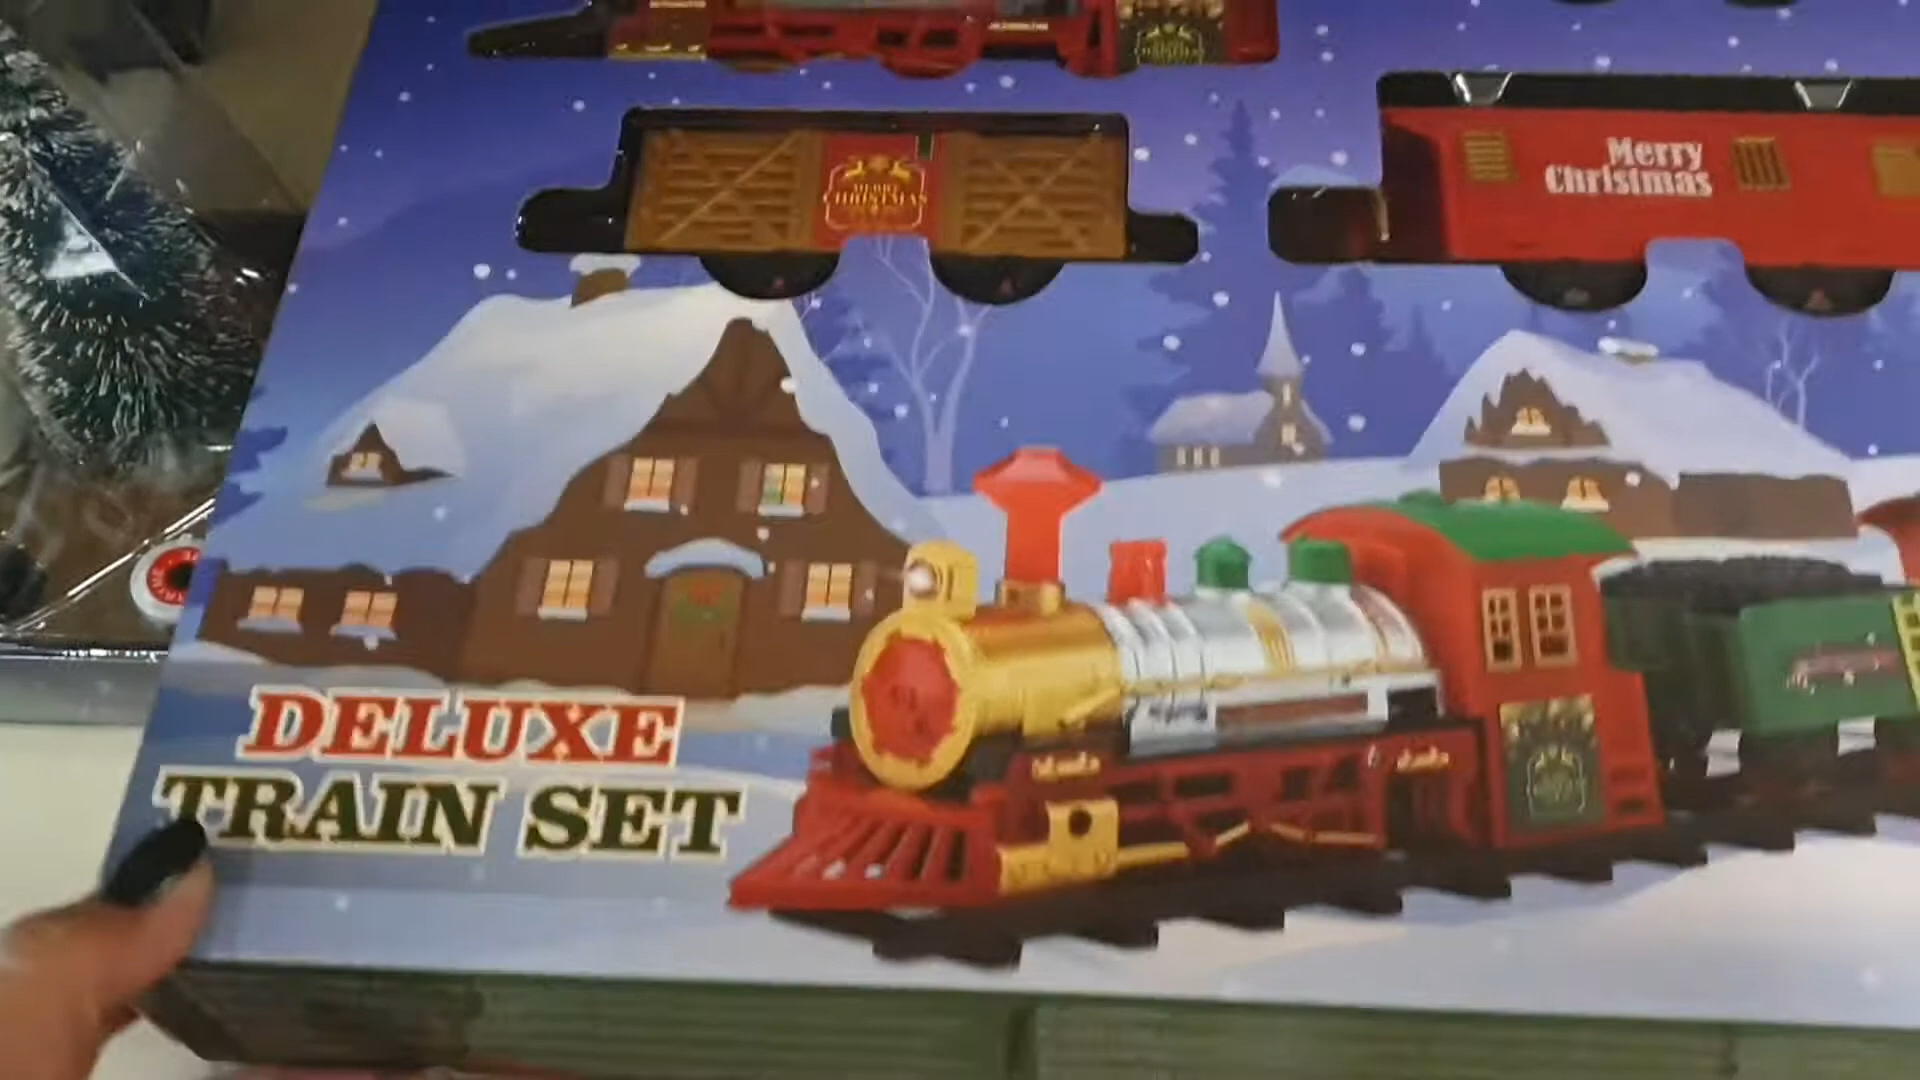 MERRY
CHRISTMAS
Merry
Christmas
DELUXE
TRAIN SET